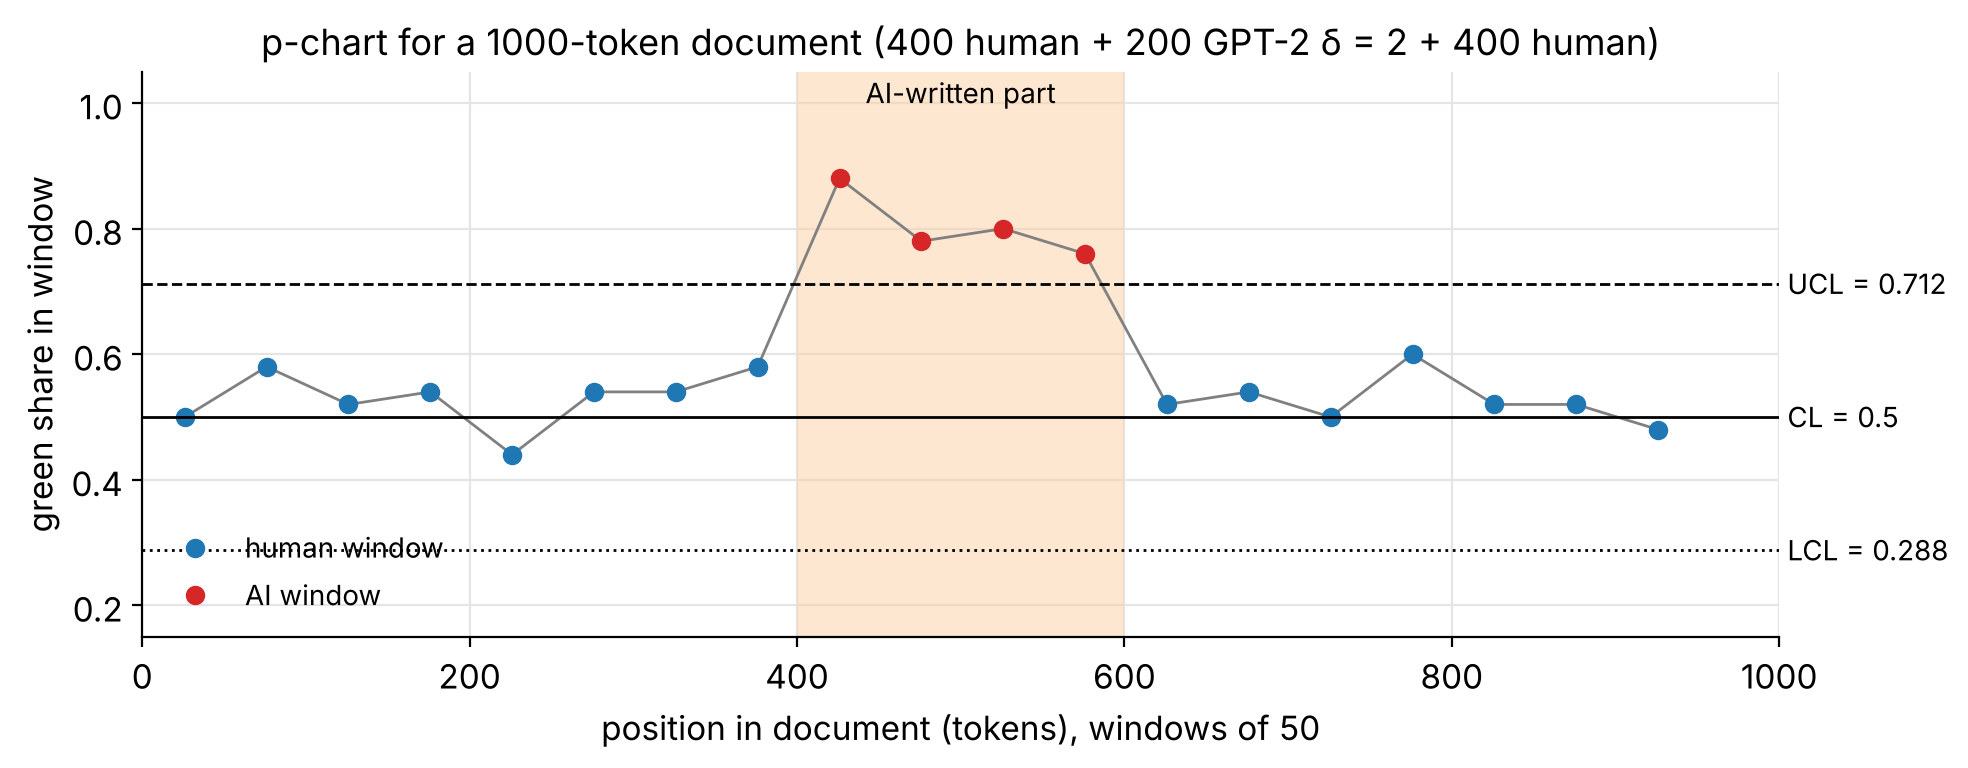 p-chart for a 1000-token document (400 human + 200 GPT-2 δ = 2 + 400 human)
AI-written part
green share in window
1.0
0.8
0.6
0.4
0.2
UCL = 0.712
CL = 0.5
LCL = 0.288
human window
AI window
0 200 400 600 800 1000
position in document (tokens), windows of 50